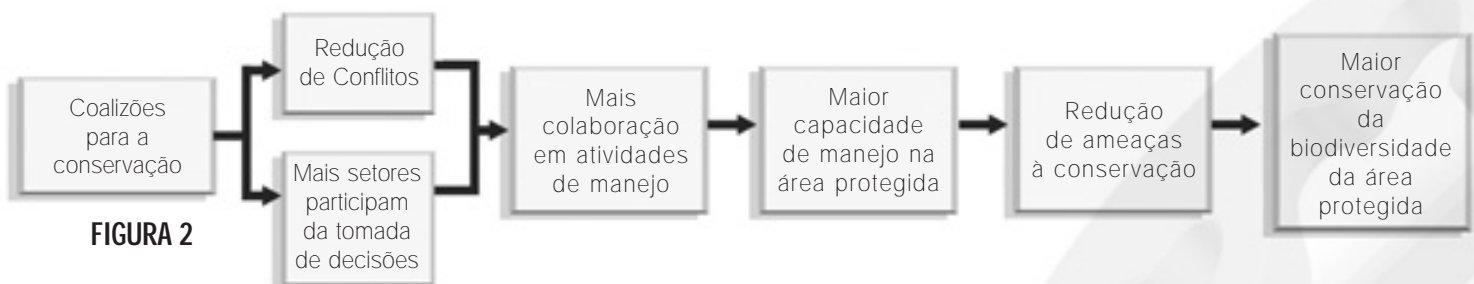 Coalizões
para a
conservação
FIGURA 2
Redução
de Conflitos
Mais setores
participam
da tomada
de decisões
Mais
colaboração
em atividades
de manejo
Maior
capacidade
de manejo na
área protegida
Redução
de ameaças
à conservação
Maior
conservação
da
biodiversidade
da área
protegida